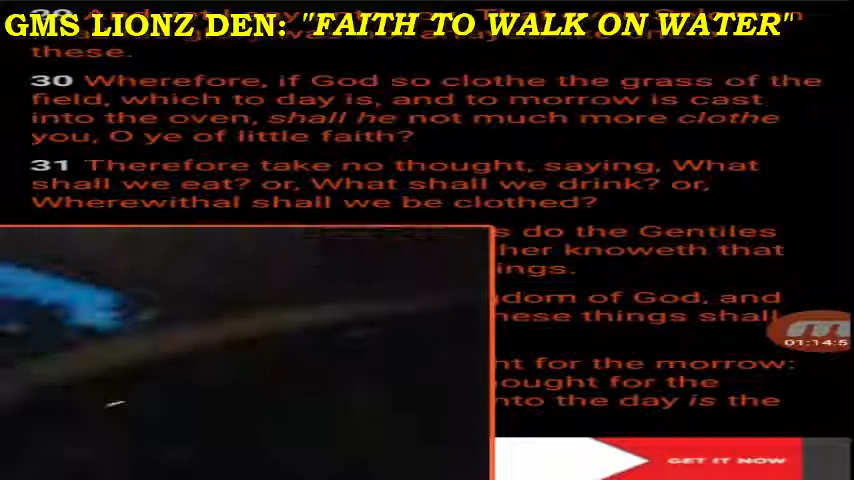 GMS LIONZ DEN: "FAITH TO WALK ON WATER"
these.
30 Wherefore, if God so clothe the grass of the
field, which to day is, and to morrow is cast
into the oven, shall he not much more clothe
you, O ye of little faith?
31 Therefore take no thought, saying, What
shall we eat? or, What shall we drink? or,
Wherewithal shall we be clothed?
s do the Gentiles
her knoweth that
ings.
dom of God, and
hese things shall
01:14:5
t for the morrow:
ought for the
nto the day is the
GET IT NOW